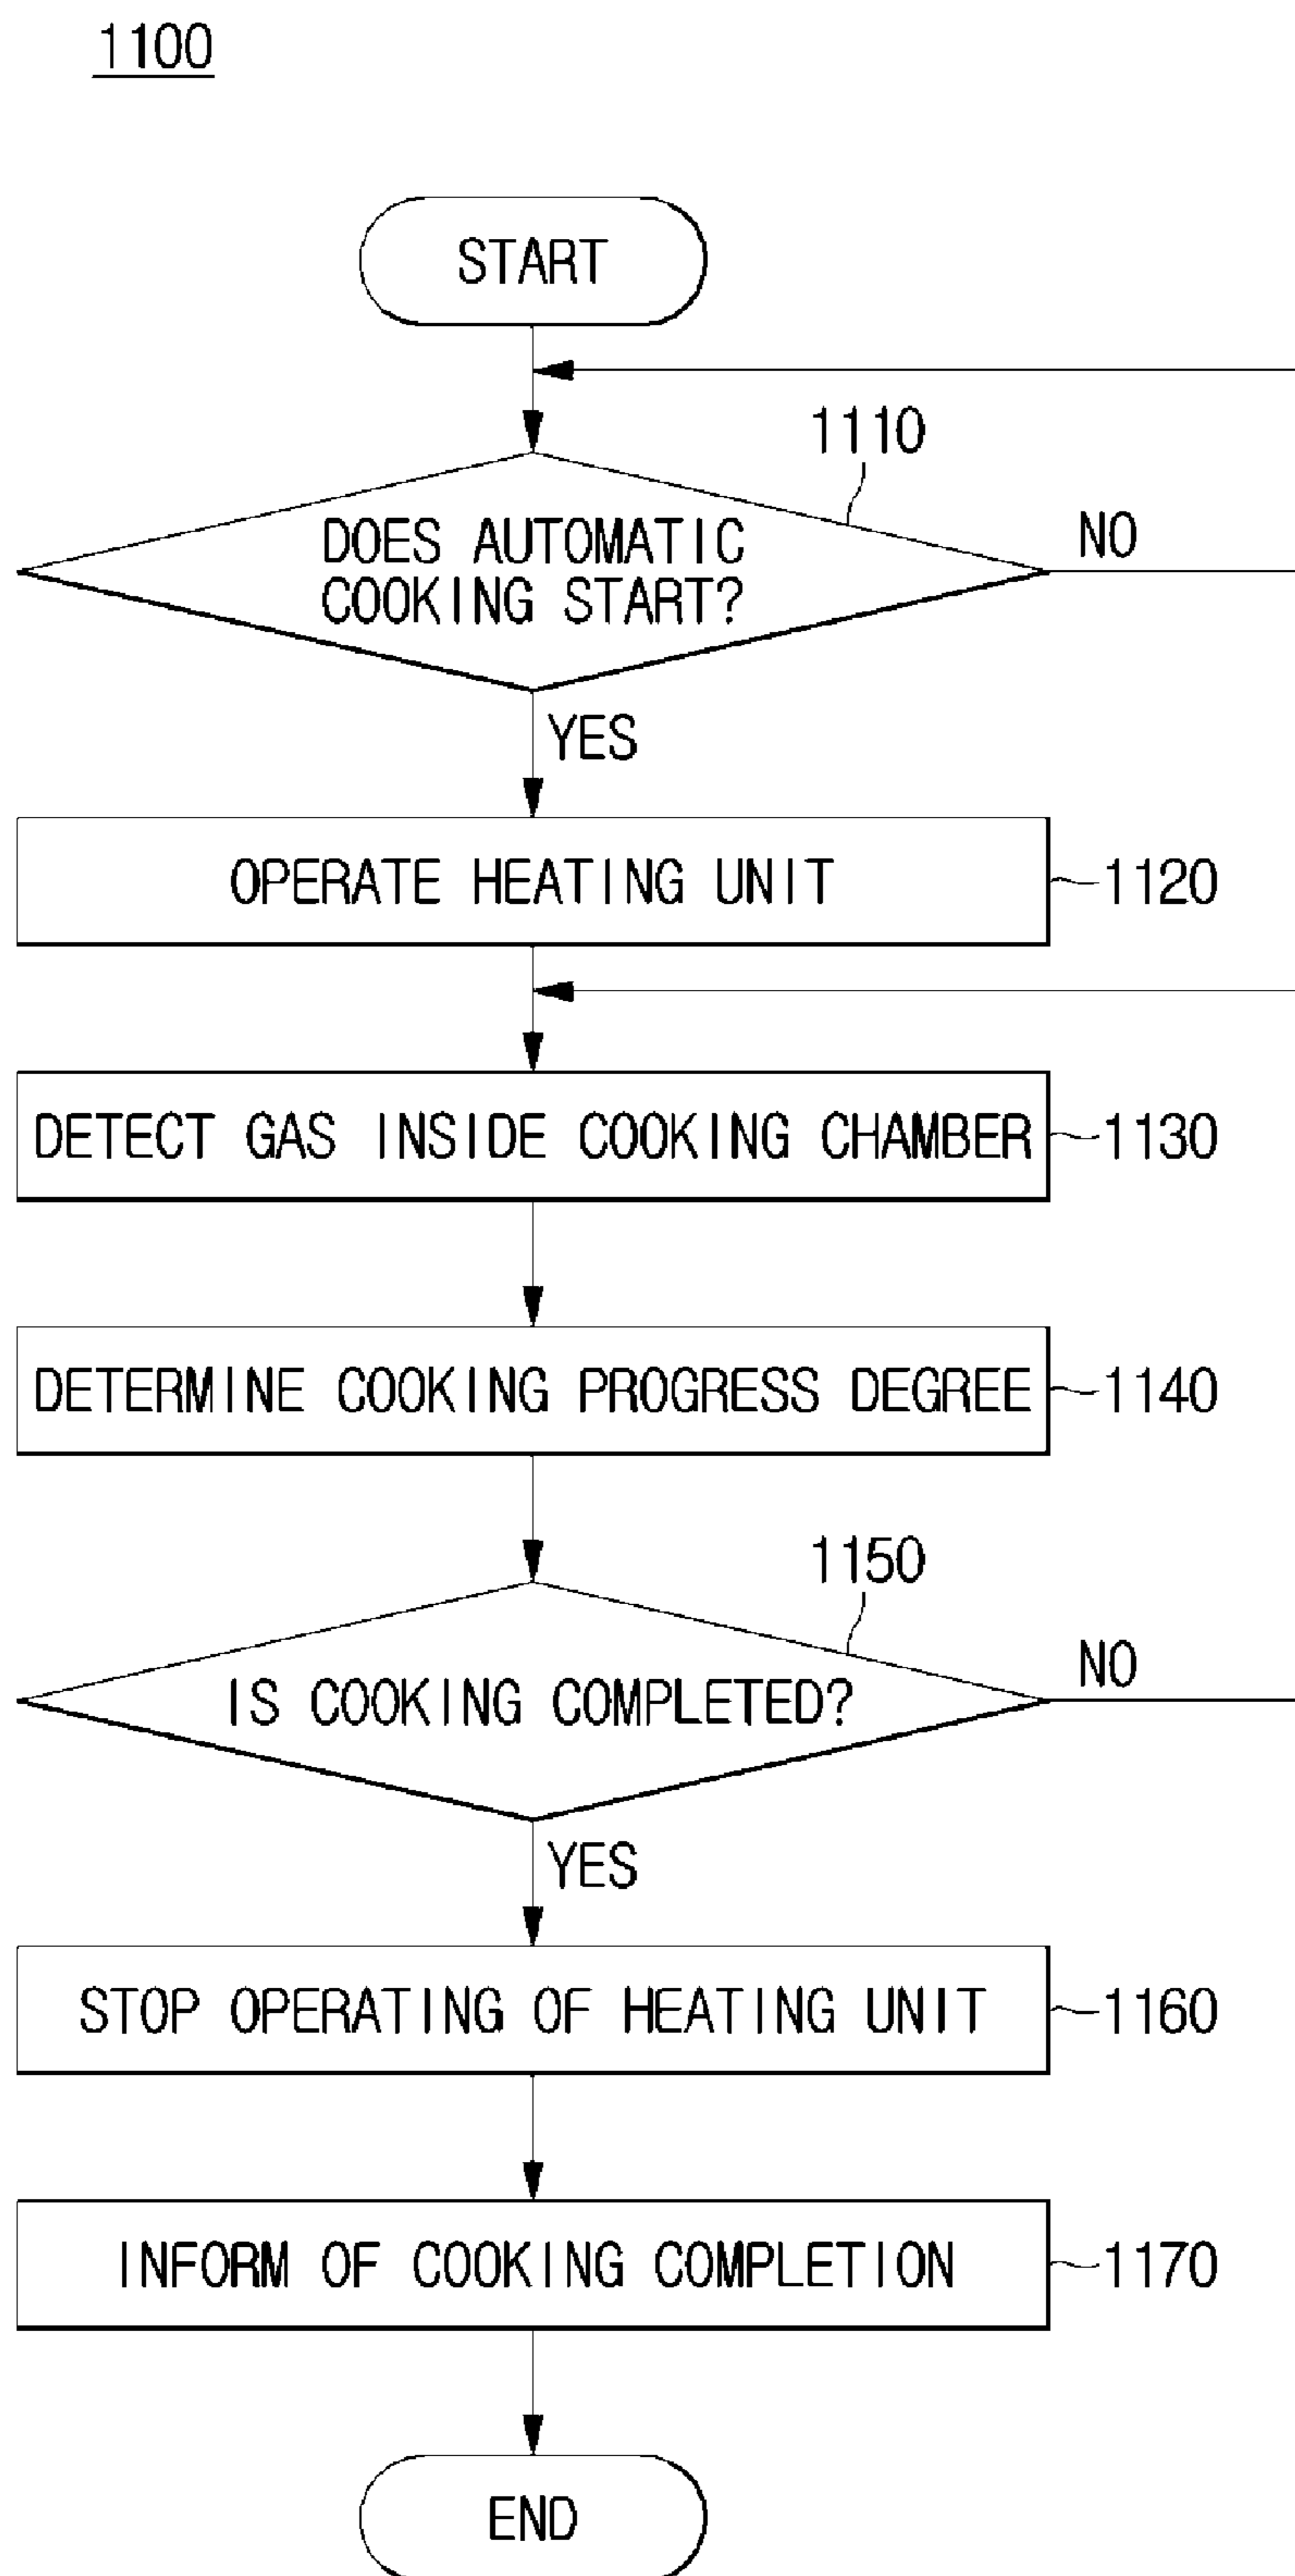 1100
START
1110
DOES AUTOMATIC
COOKING START?
NO
YES
OPERATE HEATING UNIT
1120
DETECT GAS INSIDE COOKING CHAMBER
1130
DETERMINE COOKING PROGRESS DEGREE
1140
1150
IS COOKING COMPLETED?
NO
YES
STOP OPERATING OF HEATING UNIT
1160
INFORM OF COOKING COMPLETION
1170
END